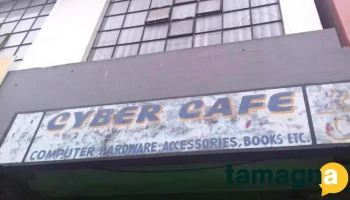 CYBER CAFE
COMPUTER HARDWARE, ACCESSORIES, BOOKS ETC.
tamagna